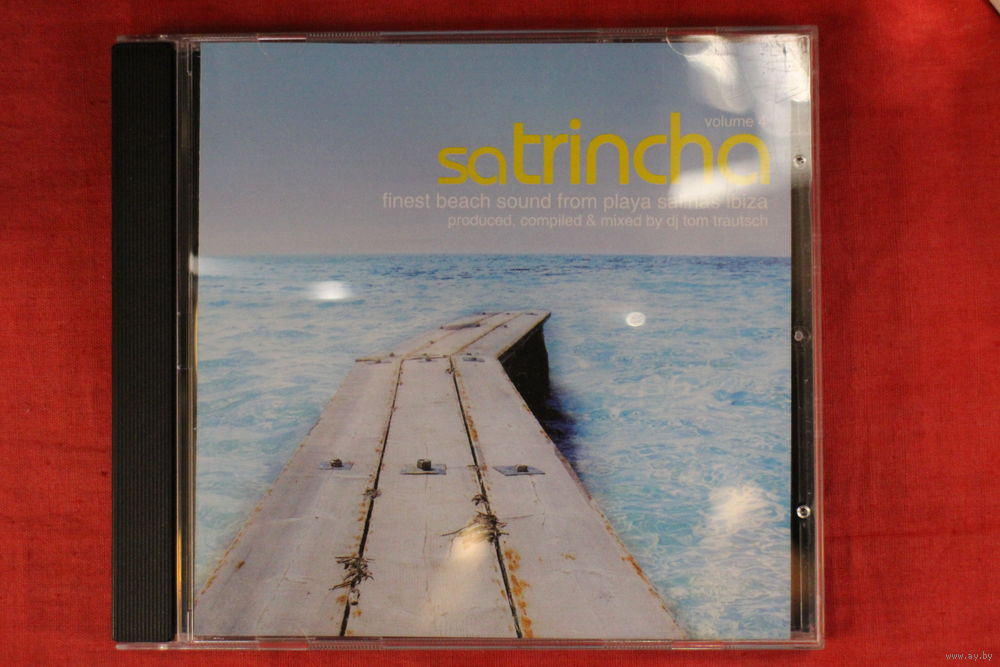 volume 4
satrincha
finest beach sound from playa salinas ibiza
produced, compiled & mixed by dj tom trautsch
www.ay.by